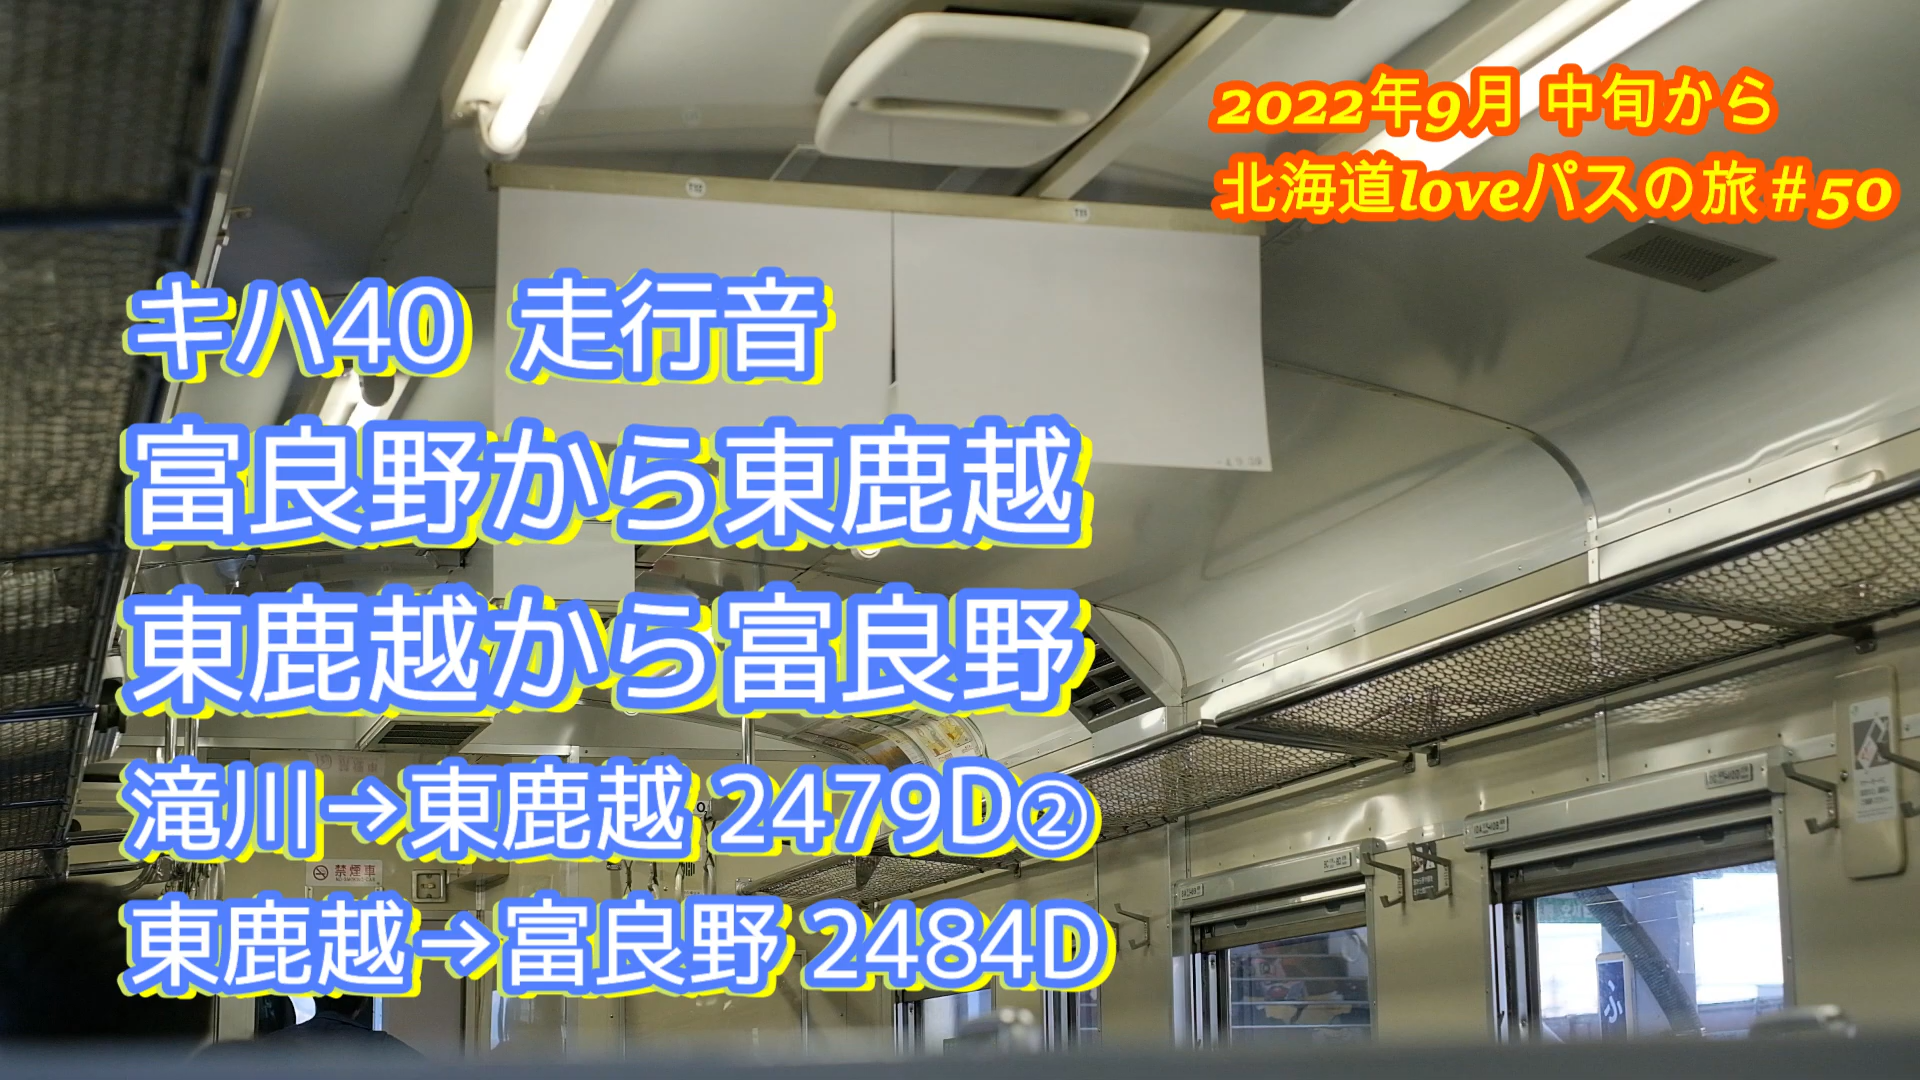 2022年9月 中旬から
北海道loveパスの旅＃50
キハ40 走行音
富良野から東鹿越
東鹿越から富良野
滝川→東鹿越 2479D②
東鹿越→富良野 2484D
禁煙車